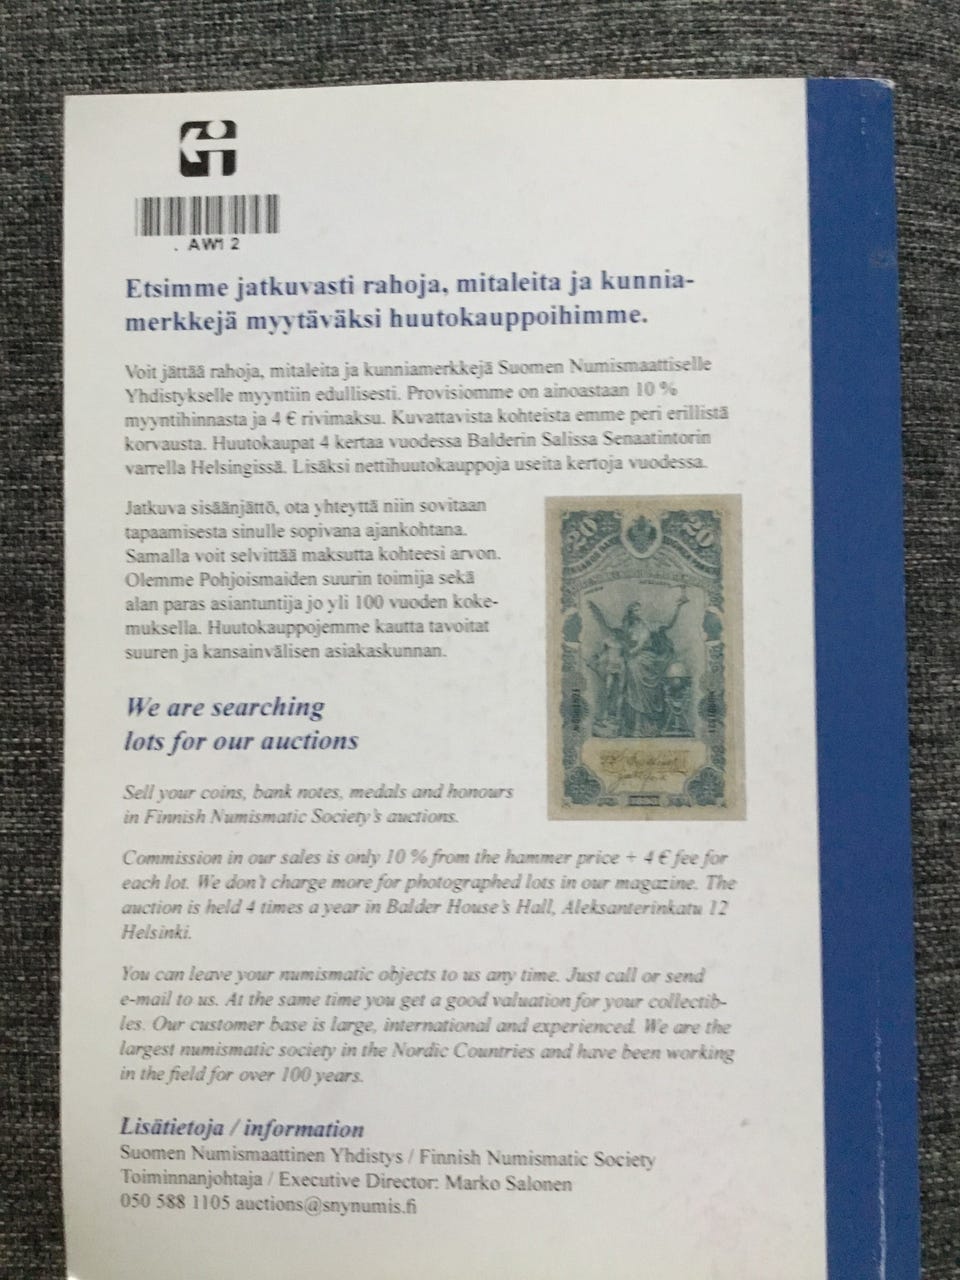 . AW1 2
Etsimme jatkuvasti rahoja, mitaleita ja kunnia-
merkkejä myytäväksi huutokauppoihimme.
Voit jättää rahoja, mitaleita ja kunniamerkkejä Suomen Numismaattiselle
Yhdistykselle myyntiin edullisesti. Provisiomme on ainoastaan 10 %
myyntihinnasta ja 4 € rivimaksu. Kuvattavista kohteista emme peri erillistä
korvausta. Huutokaupat 4 kertaa vuodessa Balderin Salissa Senaatintorin
varrella Helsingissä. Lisäksi nettihuutokauppoja useita kertoja vuodessa.
Jatkuva sisäänjättö, ota yhteyttä niin sovitaan
tapaamisesta sinulle sopivana ajankohtana.
Samalla voit selvittää maksutta kohteesi arvon.
Olemme Pohjoismaiden suurin toimija sekä
alan paras asiantuntija jo yli 100 vuoden koke-
muksella. Huutokauppojemme kautta tavoitat
suuren ja kansainvälisen asiakaskunnan.
20 20
We are searching
lots for our auctions
Sell your coins, bank notes, medals and honours
in Finnish Numismatic Society's auctions.
Commission in our sales is only 10 % from the hammer price + 4 € fee for
each lot. We don't charge more for photographed lots in our magazine. The
auction is held 4 times a year in Balder House's Hall, Aleksanterinkatu 12
Helsinki.
You can leave your numismatic objects to us any time. Just call or send
e-mail to us. At the same time you get a good valuation for your collectib-
les. Our customer base is large, international and experienced. We are the
largest numismatic society in the Nordic Countries and have been working
in the field for over 100 years.
Lisätietoja / information
Suomen Numismaattinen Yhdistys / Finnish Numismatic Society
Toiminnanjohtaja / Executive Director: Marko Salonen
050 588 1105 auctions@snynumis.fi